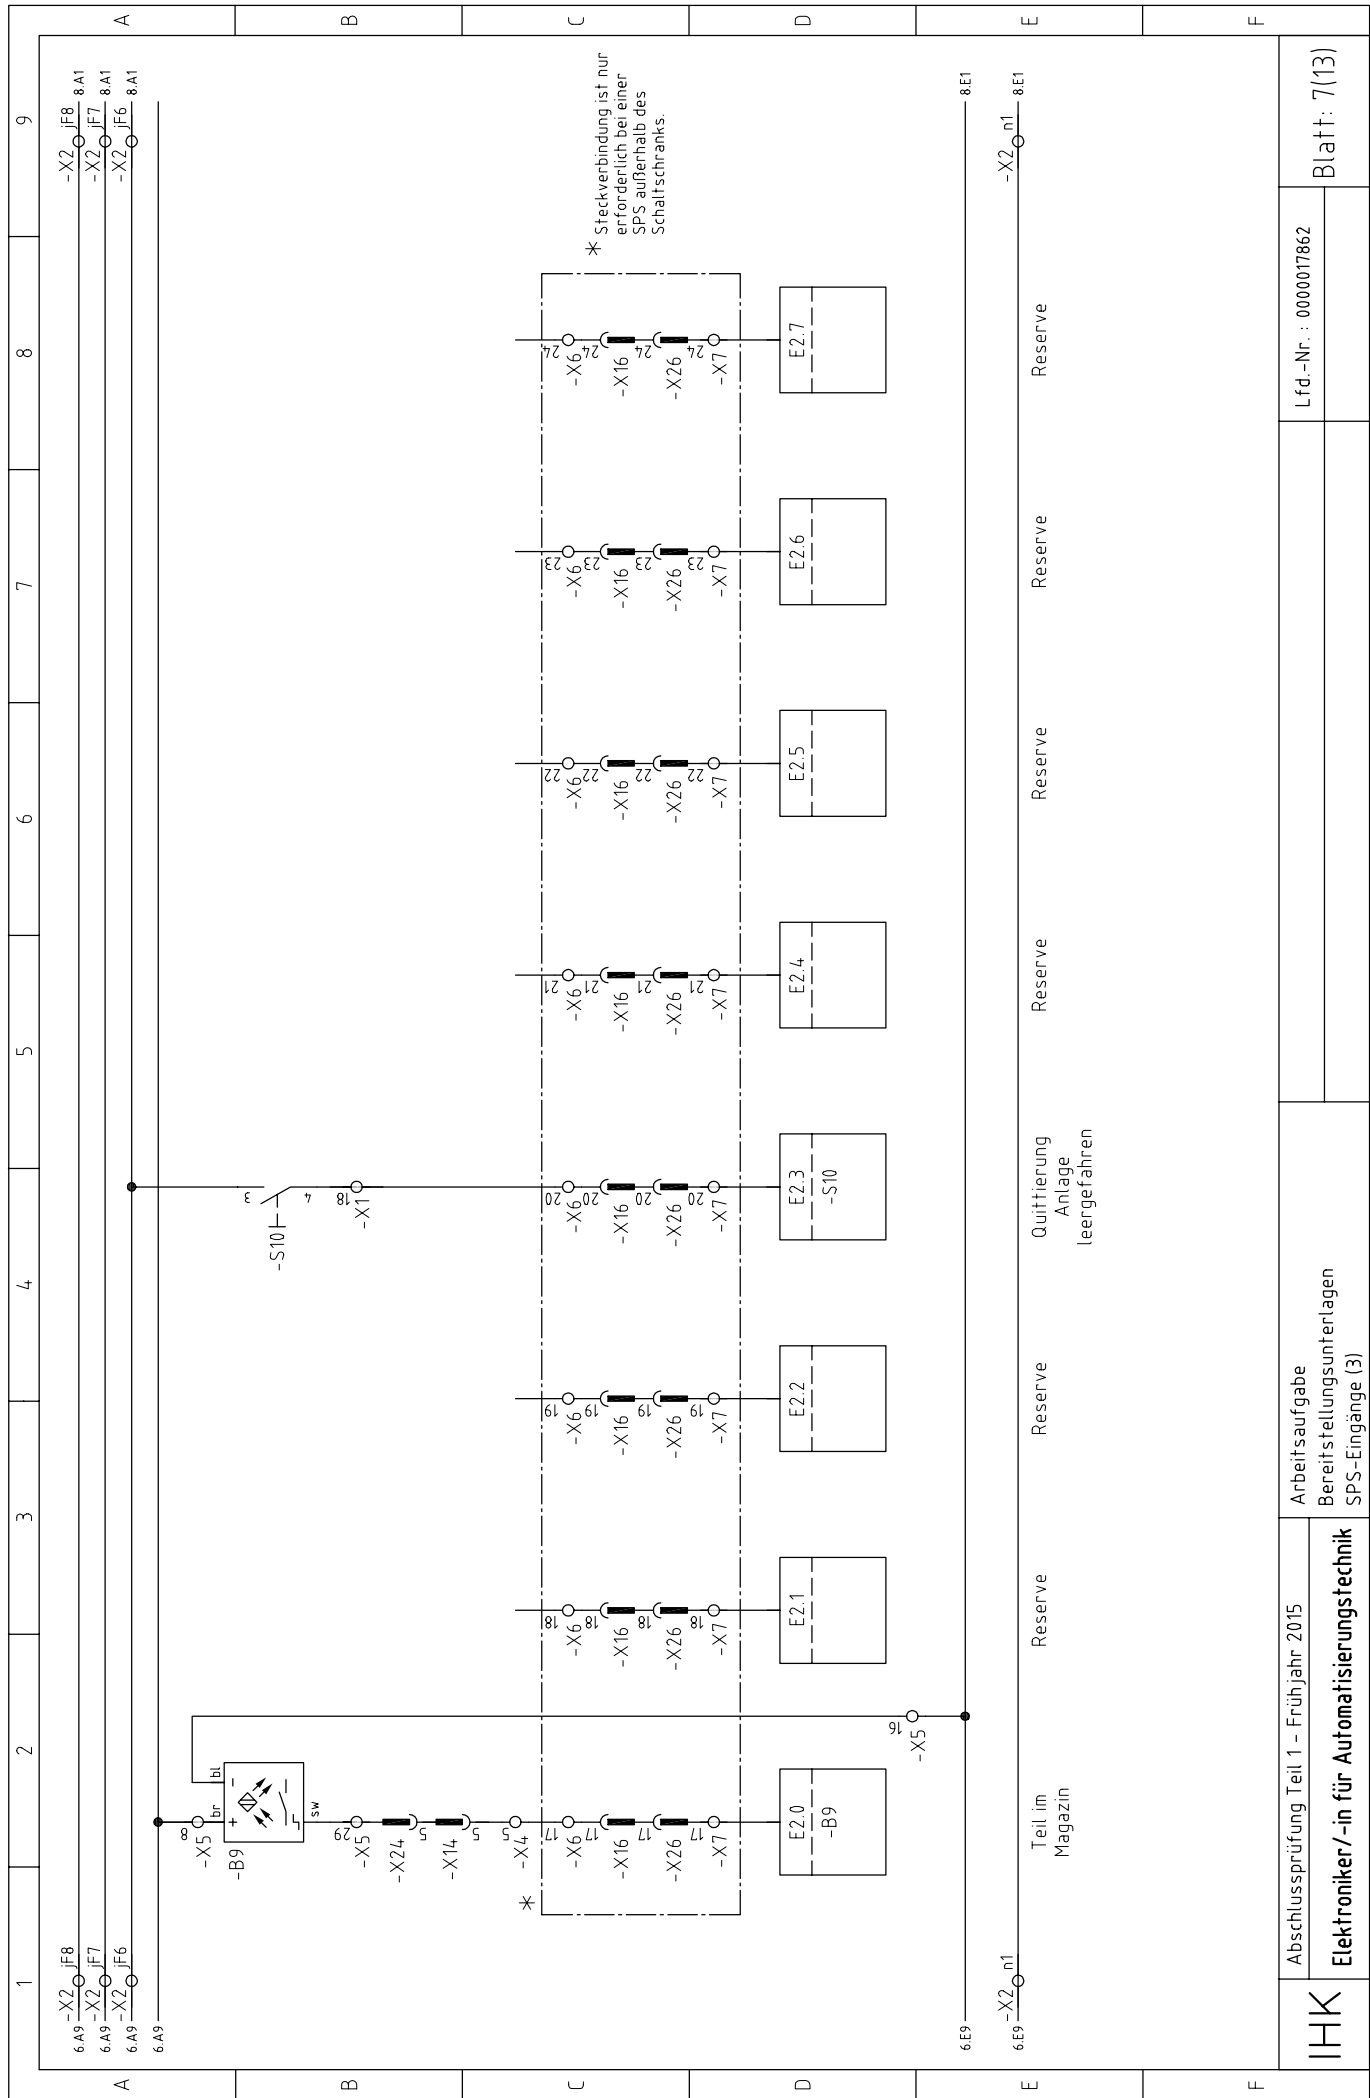 1 2 3 4 5 6 7 8 9
A A
B B
C C
D D
E E
F F
6.A9 -X2 jF8
6.A9 -X2 jF7
6.A9 -X2 jF6
6.A9
-X2 jF8 8.A1
-X2 jF7 8.A1
-X2 jF6 8.A1
8
-X5
br bl
+ -
-B9
sw
29
-X5
-X24
5
-X14
5
-X4
3
-S10
4
18
-X1
* Steckverbindung ist nur
erforderlich bei einer
SPS außerhalb des
Schaltschranks.
*
17 18 19 20 21 22 23 24
-X6 -X6 -X6 -X6 -X6 -X6 -X6 -X6
17 18 19 20 21 22 23 24
-X16 -X16 -X16 -X16 -X16 -X16 -X16 -X16
17 18 19 20 21 22 23 24
-X26 -X26 -X26 -X26 -X26 -X26 -X26 -X26
17 18 19 20 21 22 23 24
-X7 -X7 -X7 -X7 -X7 -X7 -X7 -X7
E2.0 E2.1 E2.2 E2.3 E2.4 E2.5 E2.6 E2.7
-B9 -S10
16
-X5
6.E9 8.E1
6.E9 -X2 n1 -X2 n1 8.E1
Teil im
Magazin
Reserve
Reserve
Quittierung
Anlage
leergefahren
Reserve
Reserve
Reserve
Reserve
IHK
Abschlussprüfung Teil 1 - Frühjahr 2015
Elektroniker/-in für Automatisierungstechnik
Arbeitsaufgabe
Bereitstellungsunterlagen
SPS-Eingänge (3)
Lfd.-Nr.: 0000017862
Blatt: 7(13)